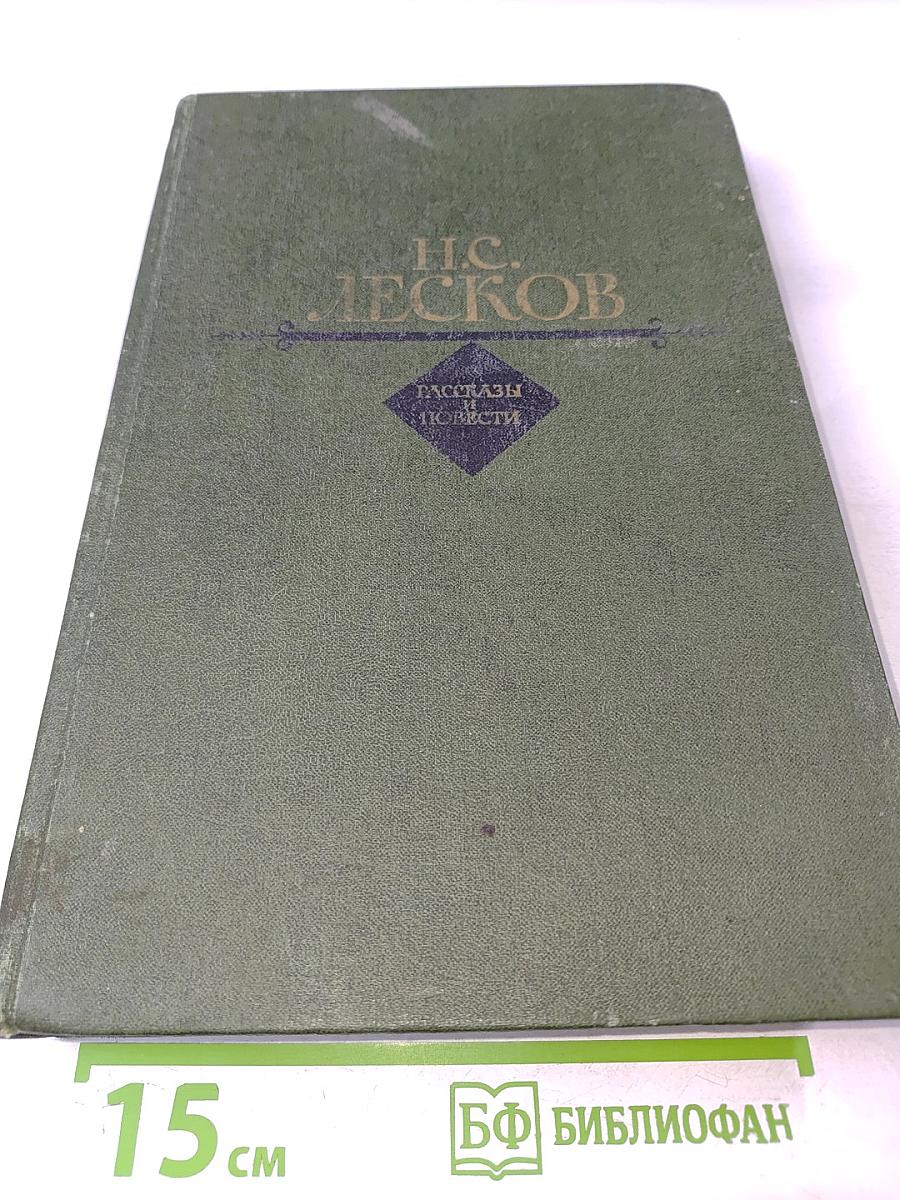 Н.С.
ЛЕСКОВ
РАССКАЗЫ
И
ПОВЕСТИ
15 см
БФ БИБЛИОФАН